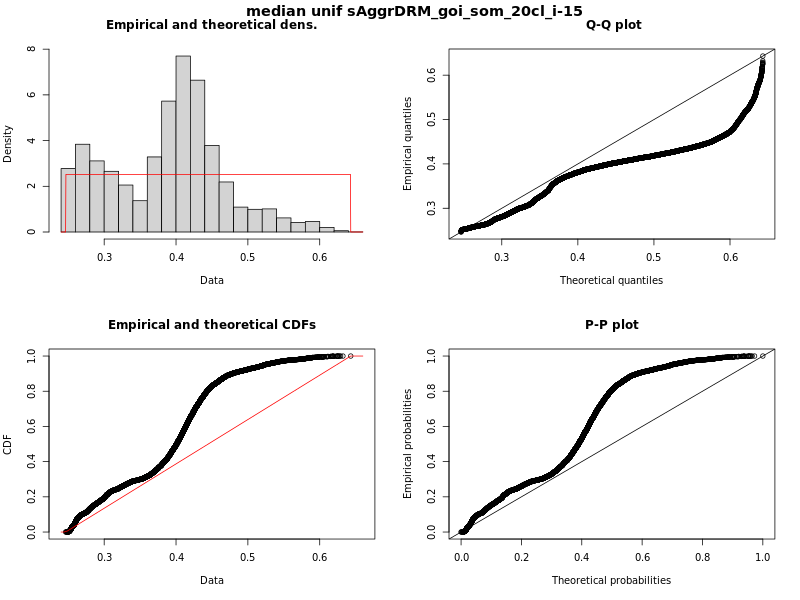 median unif sAggrDRM_goi_som_20cl_i-15
Empirical and theoretical dens.
Density
0 2 4 6 8
0.3 0.4 0.5 0.6
Data
Q-Q plot
Empirical quantiles
0.3 0.4 0.5 0.6
0.3 0.4 0.5 0.6
Theoretical quantiles
Empirical and theoretical CDFs
CDF
0.0 0.2 0.4 0.6 0.8 1.0
0.3 0.4 0.5 0.6
Data
P-P plot
Empirical probabilities
0.0 0.2 0.4 0.6 0.8 1.0
0.0 0.2 0.4 0.6 0.8 1.0
Theoretical probabilities